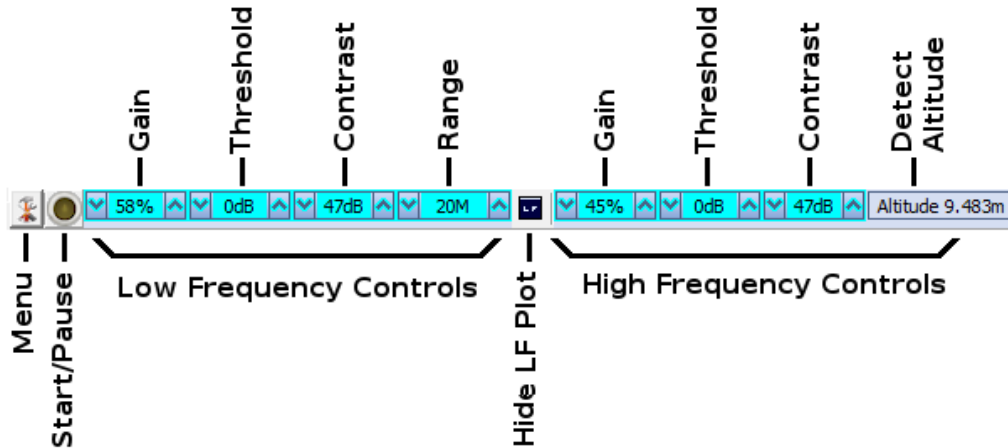 Gain
Threshold
Contrast
Range
Gain
Threshold
Contrast
Detect
Altitude
58%
0dB
47dB
20M
LF
45%
0dB
47dB
Altitude 9.483m
Low Frequency Controls
High Frequency Controls
Menu
Start/Pause
Hide LF Plot